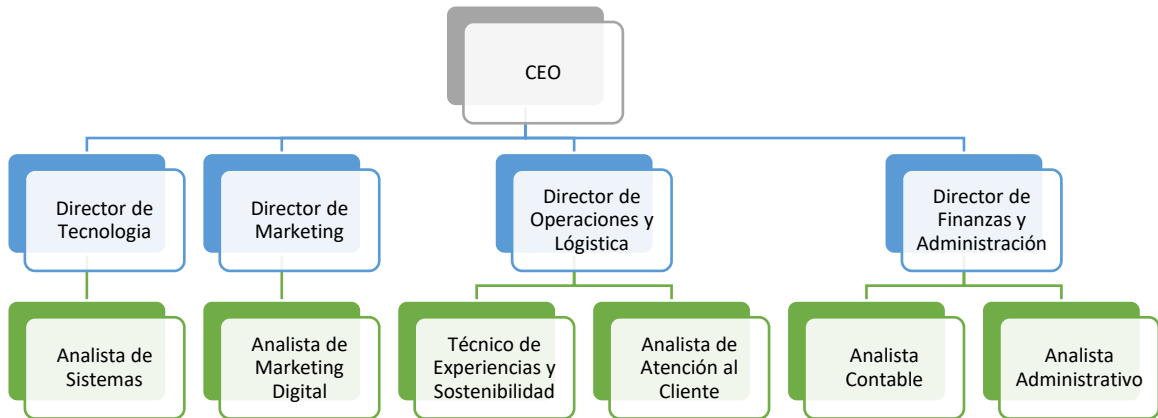 CEO
Director de
Tecnologia
Director de
Marketing
Director de
Operaciones y
Lógistica
Director de
Finanzas y
Administración
Analista de
Sistemas
Analista de
Marketing
Digital
Técnico de
Experiencias y
Sostenibilidad
Analista de
Atención al
Cliente
Analista
Contable
Analista
Administrativo